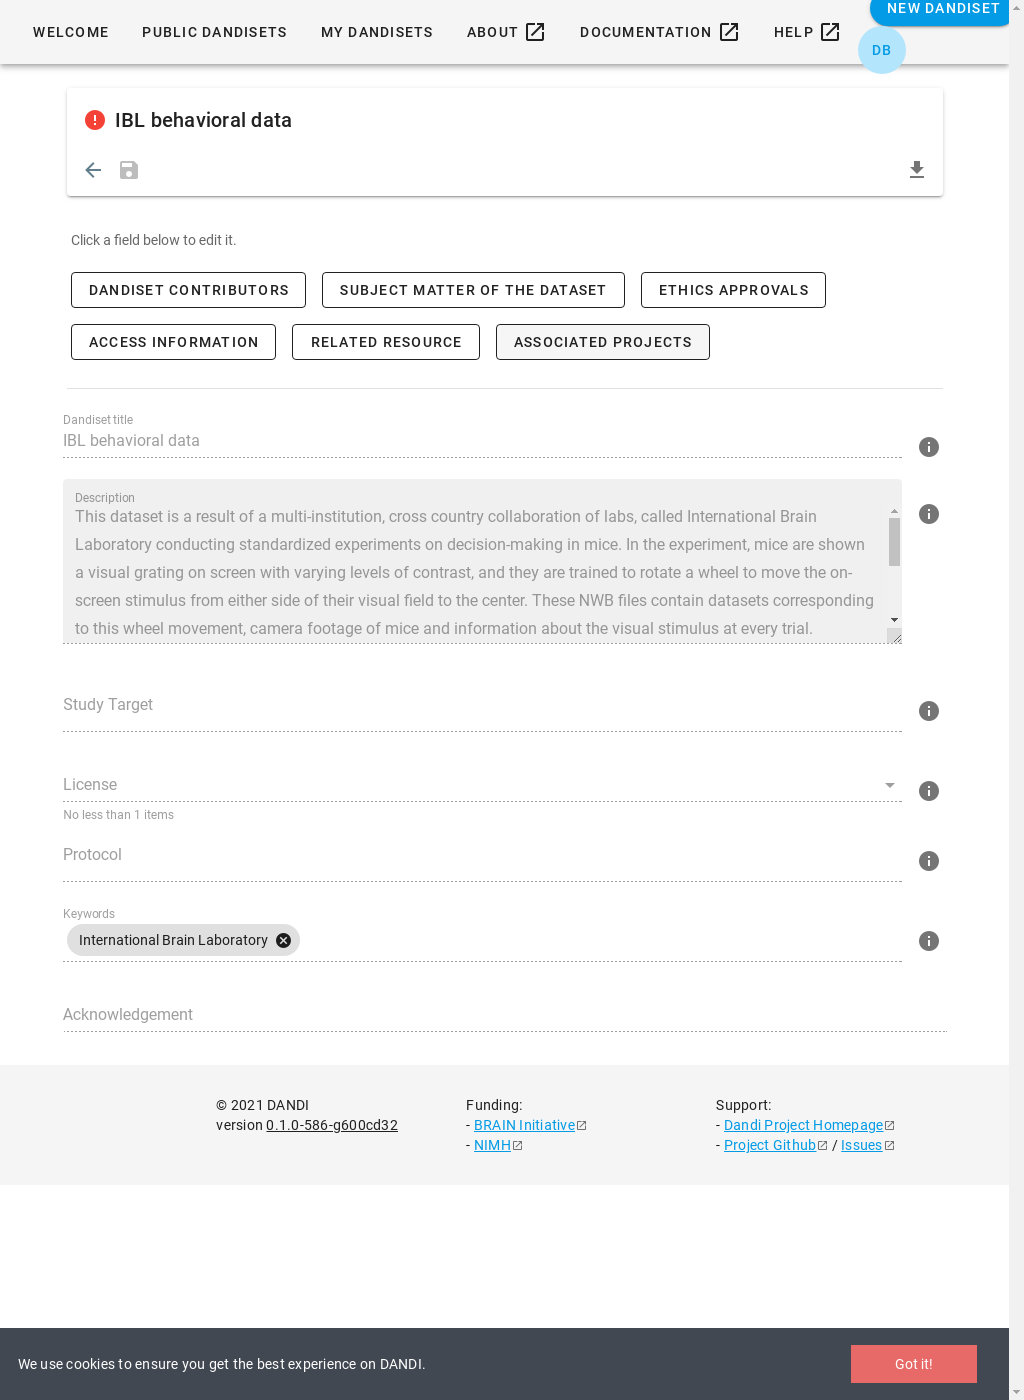 NEW DANDISET
WELCOME PUBLIC DANDISETS MY DANDISETS ABOUT DOCUMENTATION HELP
DB
IBL behavioral data
Click a field below to edit it.
DANDISET CONTRIBUTORS SUBJECT MATTER OF THE DATASET ETHICS APPROVALS
ACCESS INFORMATION RELATED RESOURCE ASSOCIATED PROJECTS
Dandiset title
IBL behavioral data
Description
This dataset is a result of a multi-institution, cross country collaboration of labs, called International Brain
Laboratory conducting standardized experiments on decision-making in mice. In the experiment, mice are shown
a visual grating on screen with varying levels of contrast, and they are trained to rotate a wheel to move the on-
screen stimulus from either side of their visual field to the center. These NWB files contain datasets corresponding
to this wheel movement, camera footage of mice and information about the visual stimulus at every trial.
Study Target
License
No less than 1 items
Protocol
Keywords
International Brain Laboratory
Acknowledgement
© 2021 DANDI
version 0.1.0-586-g600cd32
Funding:
- BRAIN Initiative
- NIMH
Support:
- Dandi Project Homepage
- Project Github / Issues
We use cookies to ensure you get the best experience on DANDI.
Got it!